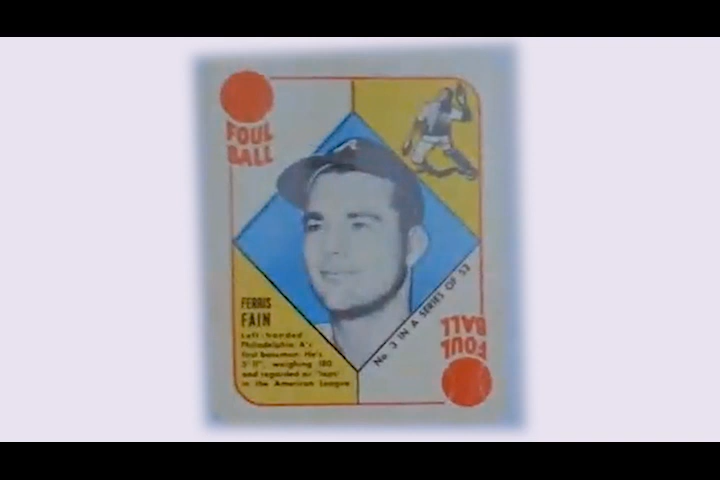 FOUL
BALL
FERRIS
FAIN
Left-handed
Philadelphia A's
first baseman. He's
5' 11", weighing 180
and regarded as "tops"
in the American League
No. 3 IN A SERIES OF 52
FOUL
BALL